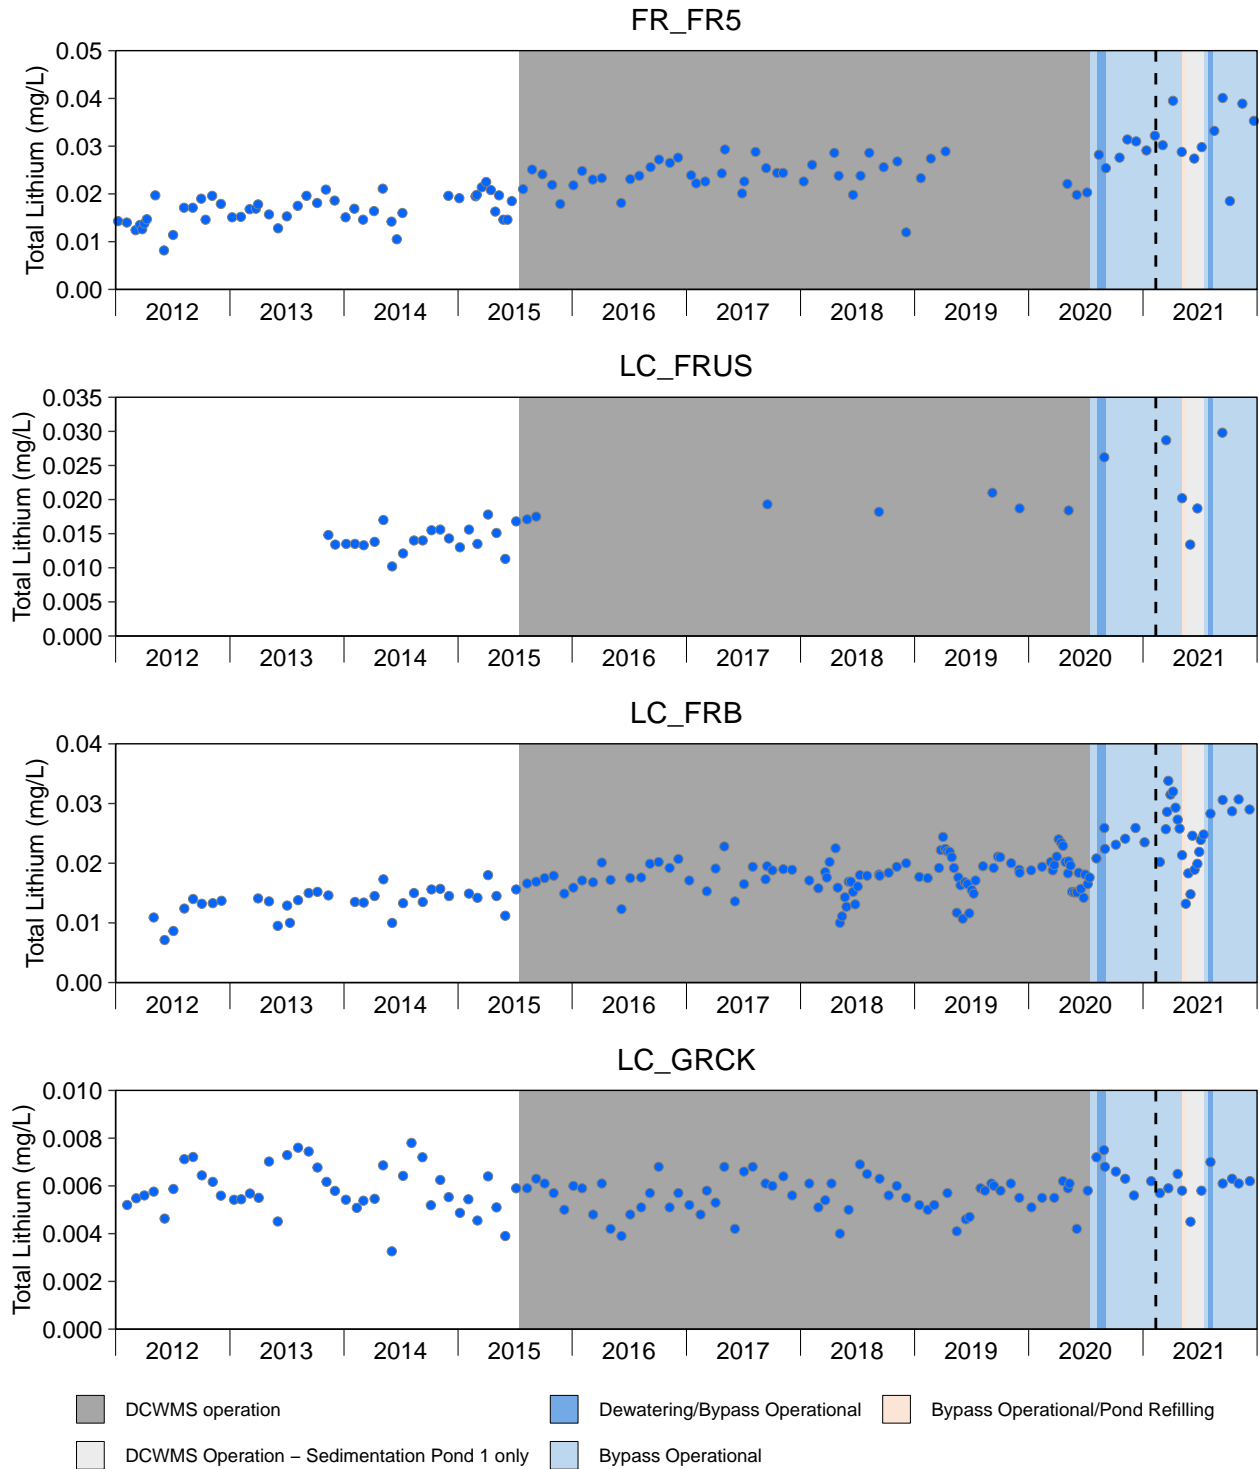 FR_FR5
Total Lithium (mg/L)
0.05
0.04
0.03
0.02
0.01
0.00
2012 2013 2014 2015 2016 2017 2018 2019 2020 2021
LC_FRUS
Total Lithium (mg/L)
0.035
0.030
0.025
0.020
0.015
0.010
0.005
0.000
2012 2013 2014 2015 2016 2017 2018 2019 2020 2021
LC_FRB
Total Lithium (mg/L)
0.04
0.03
0.02
0.01
0.00
2012 2013 2014 2015 2016 2017 2018 2019 2020 2021
LC_GRCK
Total Lithium (mg/L)
0.010
0.008
0.006
0.004
0.002
0.000
2012 2013 2014 2015 2016 2017 2018 2019 2020 2021
DCWMS operation Dewatering/Bypass Operational Bypass Operational/Pond Refilling
DCWMS Operation – Sedimentation Pond 1 only Bypass Operational